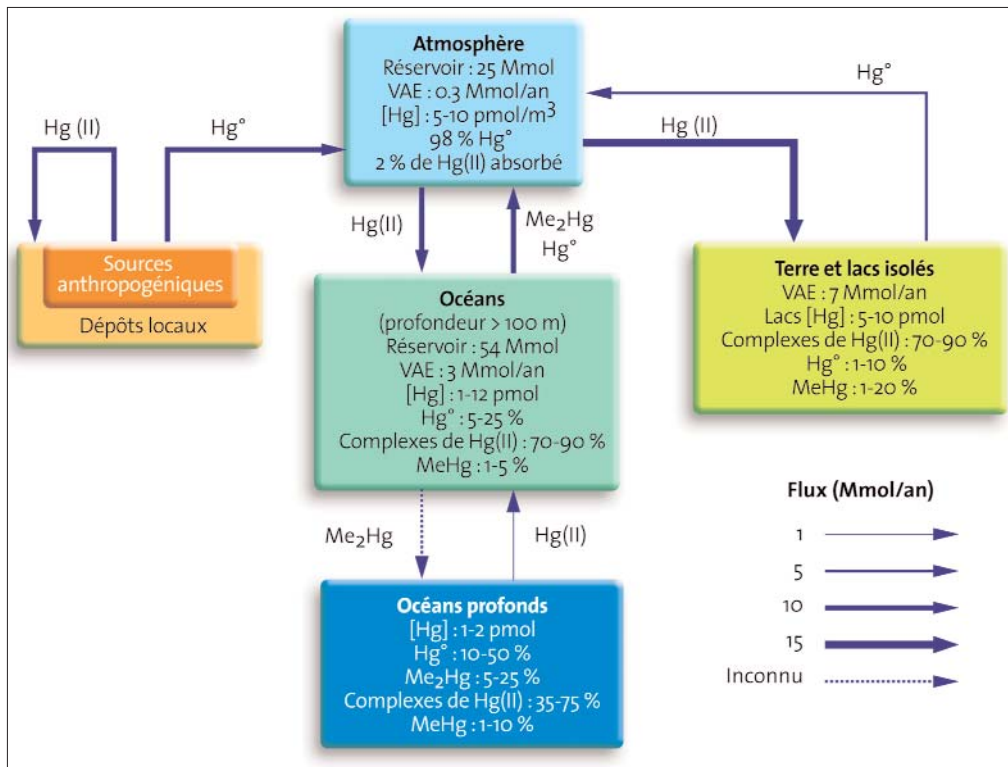 Atmosphère
Réservoir : 25 Mmol
VAE : 0.3 Mmol/an
[Hg] : 5-10 pmol/m3
98 % Hg°
2 % de Hg(II) absorbé
Hg (II)
Hg°
Hg (II)
Hg°
Hg(II)
Me2Hg
Hg°
Sources
anthropogéniques
Dépôts locaux
Océans
(profondeur > 100 m)
Réservoir : 54 Mmol
VAE : 3 Mmol/an
[Hg] : 1-12 pmol
Hg° : 5-25 %
Complexes de Hg(II) : 70-90 %
MeHg : 1-5 %
Terre et lacs isolés
VAE : 7 Mmol/an
Lacs [Hg] : 5-10 pmol
Complexes de Hg(II) : 70-90 %
Hg° : 1-10 %
MeHg : 1-20 %
Me2Hg
Hg(II)
Océans profonds
[Hg] : 1-2 pmol
Hg° : 10-50 %
Me2Hg : 5-25 %
Complexes de Hg(II) : 35-75 %
MeHg : 1-10 %
Flux (Mmol/an)
1
5
10
15
Inconnu